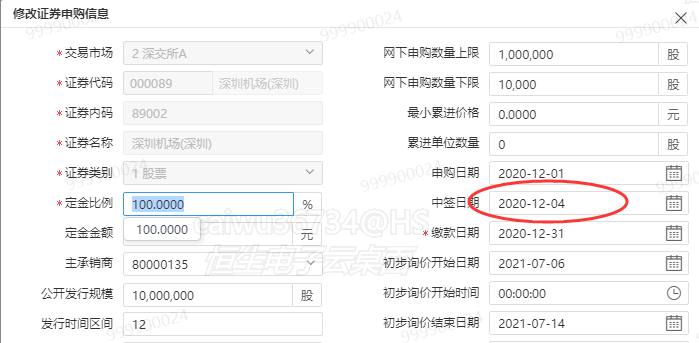 修改证券申购信息
* 交易市场 2 深交所A 网下申购数量上限 1,000,000 股
* 证券代码 000089 深圳机场(深圳) 网下申购数量下限 10,000 股
* 证券内码 89002 最小累进价格 0.0000 元
* 证券名称 深圳机场(深圳) 累进单位数量 0 股
* 证券类别 1 股票 申购日期 2020-12-01
* 定金比例 100.0000 % 中签日期 2020-12-04
定金金额 100.0000 元 * 缴款日期 2020-12-31
主承销商 80000135 初步询价开始日期 2021-07-06
公开发行规模 10,000,000 股 初步询价开始时间 00:00:00
发行时间区间 12 初步询价结束日期 2021-07-14
caiwu36734@HS
恒生电子云桌面
999900024
999900024
999900024
999900024
999900024
999900024